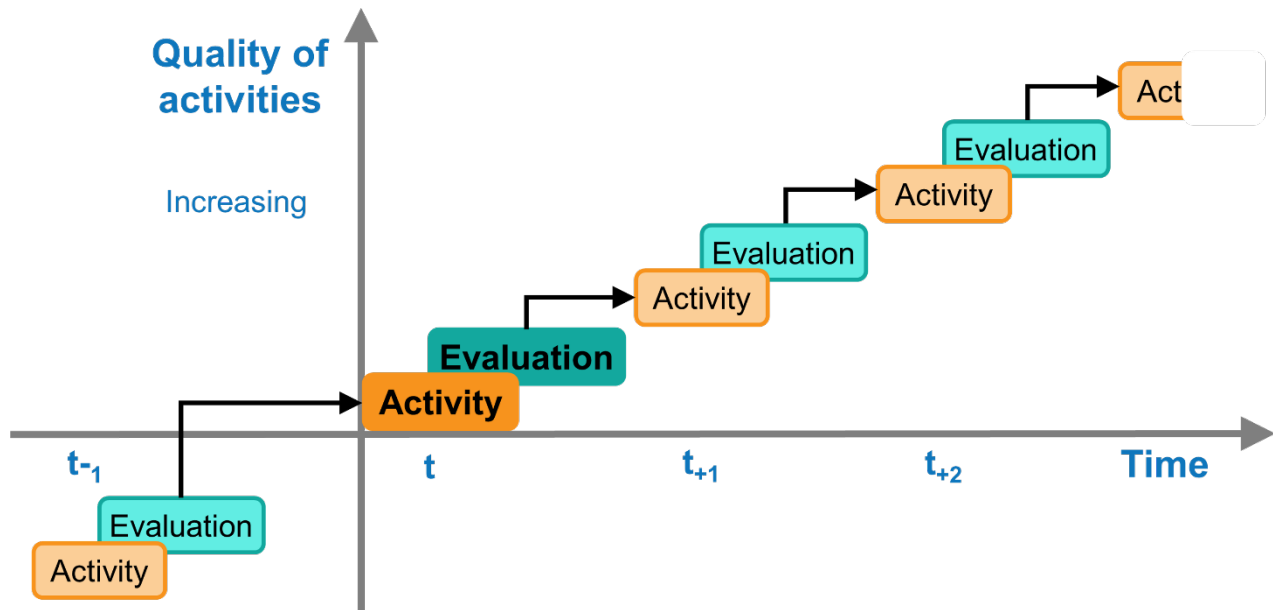 Quality of
activities
Increasing
Act
Evaluation
Activity
Evaluation
Activity
Evaluation
Activity
t-1
t
t+1
t+2
Time
Evaluation
Activity